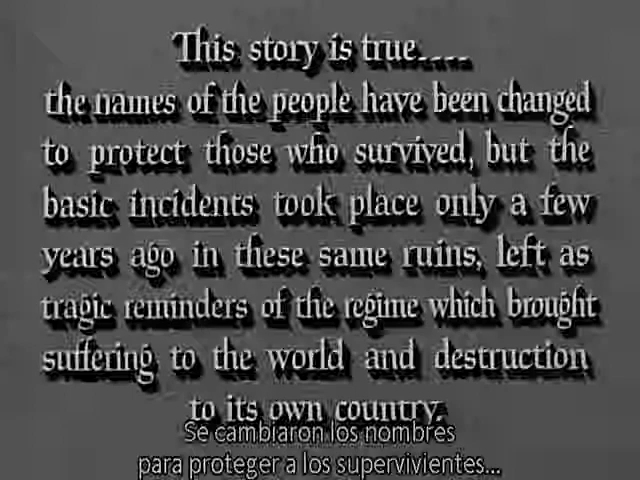 This story is true....
the names of the people have been changed
to protect those who survived, but the
basic incidents took place only a few
years ago in these same ruins, left as
tragic reminders of the regime which brought
suffering to the world and destruction
to its own country.
Se cambiaron los nombres
para proteger a los supervivientes...